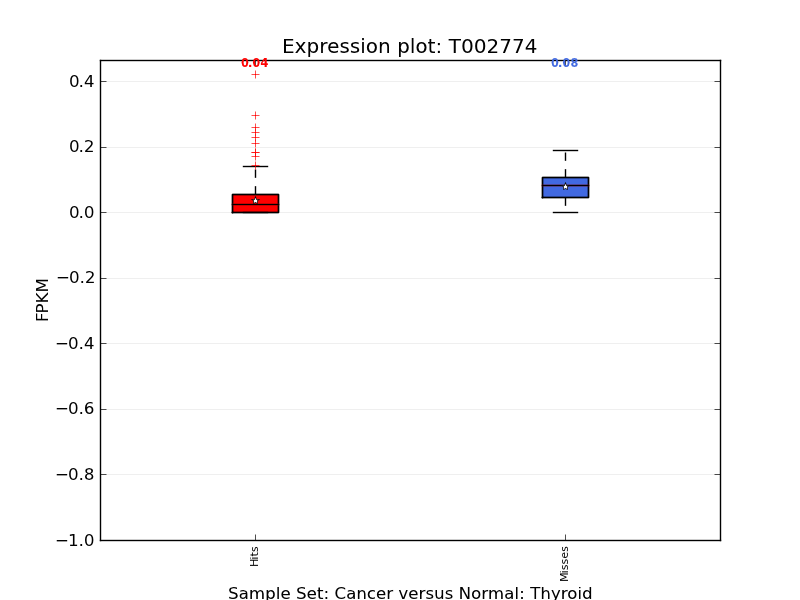 Expression plot: T002774
0.04
0.08
0.4
0.2
0.0
−0.2
−0.4
−0.6
−0.8
−1.0
FPKM
Hits
Misses
Sample Set: Cancer versus Normal: Thyroid